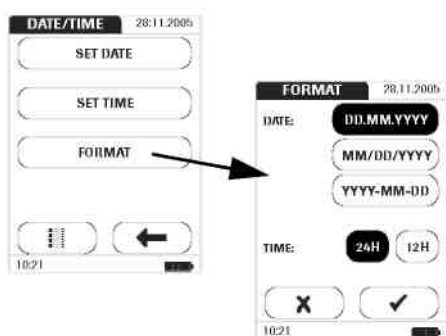 DATE/TIME 28.11.2005
SET DATE
SET TIME
FORMAT
10:21
FORMAT 28.11.2005
DATE: DD.MM.YYYY
MM/DD/YYYY
YYYY-MM-DD
TIME: 24H 12H
10:21